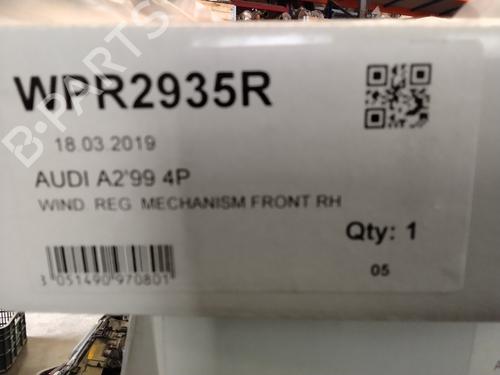 WPR2935R
18.03.2019
AUDI A2'99 4P
WIND. REG. MECHANISM FRONT RH
Qty: 1
3 051490 970801
05
B-PARTS